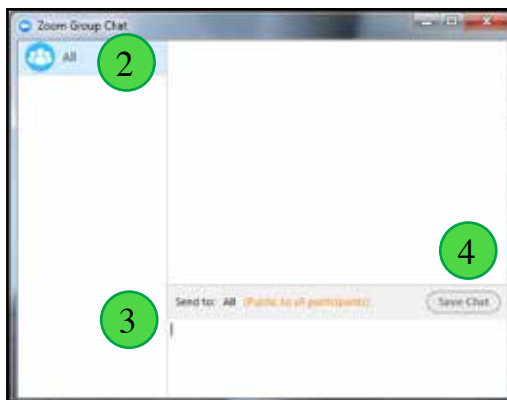 Zoom Group Chat
All
2
4
Send to: All (Public to all participants) Save Chat
3